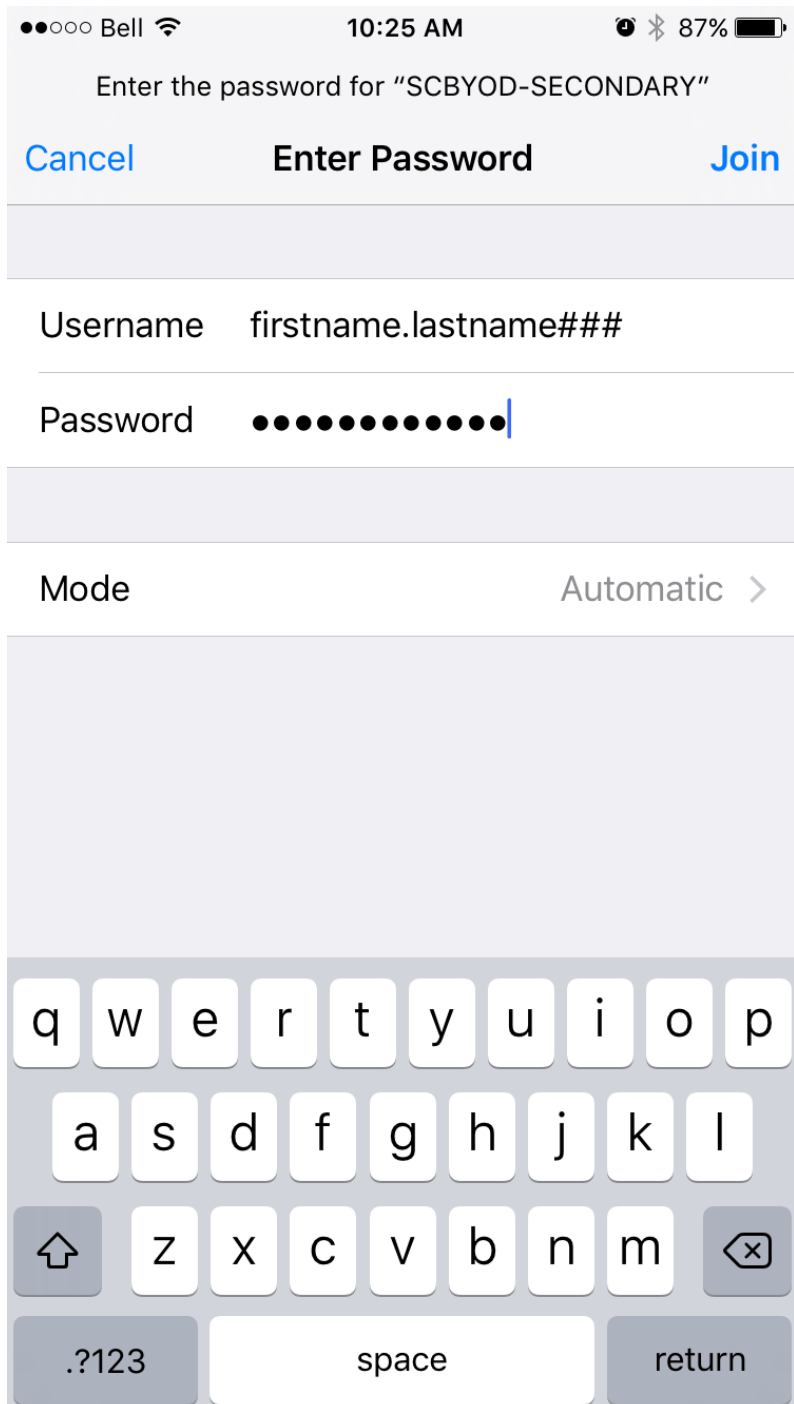 Bell 10:25 AM 87%
Enter the password for “SCBYOD-SECONDARY”
Cancel Enter Password Join
Username firstname.lastname###
Password ●●●●●●●●●●●●
Mode Automatic
q w e r t y u i o p
a s d f g h j k l
z x c v b n m
.?123 space return